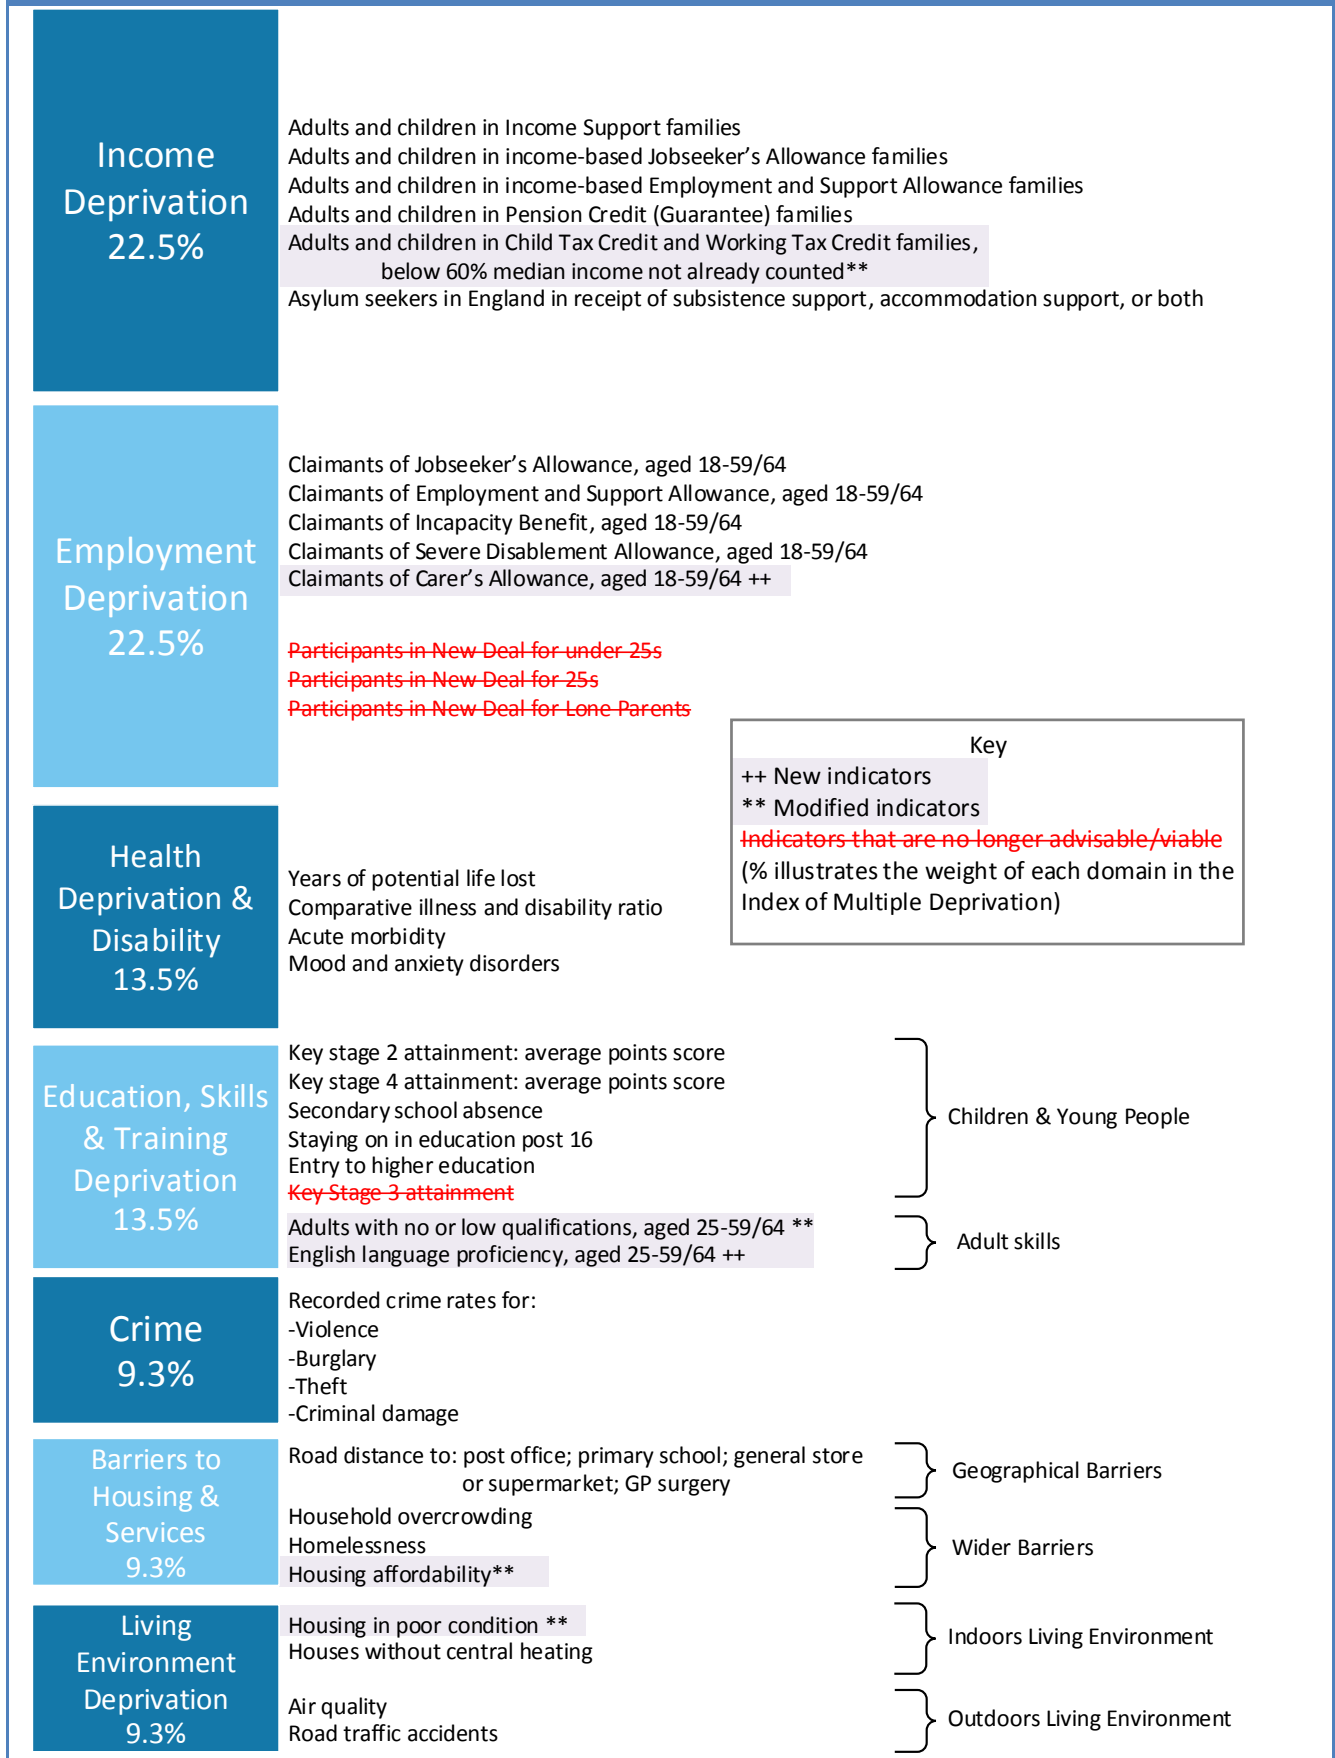 Income
Deprivation
22.5%
Adults and children in Income Support families
Adults and children in income-based Jobseeker's Allowance families
Adults and children in income-based Employment and Support Allowance families
Adults and children in Pension Credit (Guarantee) families
Adults and children in Child Tax Credit and Working Tax Credit families,
below 60% median income not already counted**
Asylum seekers in England in receipt of subsistence support, accommodation support, or both
Employment
Deprivation
22.5%
Claimants of Jobseeker's Allowance, aged 18-59/64
Claimants of Employment and Support Allowance, aged 18-59/64
Claimants of Incapacity Benefit, aged 18-59/64
Claimants of Severe Disablement Allowance, aged 18-59/64
Claimants of Carer's Allowance, aged 18-59/64 ++
Participants in New Deal for under 25s
Participants in New Deal for 25s
Participants in New Deal for Lone Parents
Key
++ New indicators
** Modified indicators
Indicators that are no longer advisable/viable
(% illustrates the weight of each domain in the
Index of Multiple Deprivation)
Health
Deprivation &
Disability
13.5%
Years of potential life lost
Comparative illness and disability ratio
Acute morbidity
Mood and anxiety disorders
Education, Skills
& Training
Deprivation
13.5%
Key stage 2 attainment: average points score
Key stage 4 attainment: average points score
Secondary school absence
Staying on in education post 16
Entry to higher education
Key Stage 3 attainment
Children & Young People
Adults with no or low qualifications, aged 25-59/64 **
English language proficiency, aged 25-59/64 ++
Adult skills
Crime
9.3%
Recorded crime rates for:
-Violence
-Burglary
-Theft
-Criminal damage
Barriers to
Housing &
Services
9.3%
Road distance to: post office; primary school; general store
or supermarket; GP surgery
Geographical Barriers
Household overcrowding
Homelessness
Housing affordability**
Wider Barriers
Living
Environment
Deprivation
9.3%
Housing in poor condition **
Houses without central heating
Indoors Living Environment
Air quality
Road traffic accidents
Outdoors Living Environment